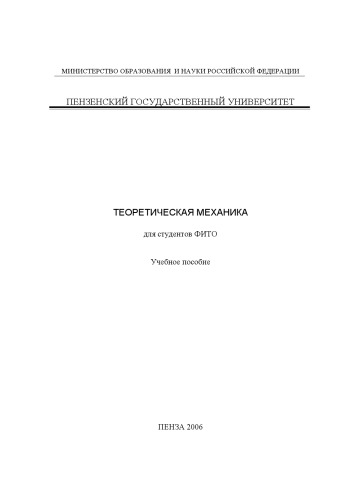 МИНИСТЕРСТВО ОБРАЗОВАНИЯ И НАУКИ РОССИЙСКОЙ ФЕДЕРАЦИИ
ПЕНЗЕНСКИЙ ГОСУДАРСТВЕННЫЙ УНИВЕРСИТЕТ
ТЕОРЕТИЧЕСКАЯ МЕХАНИКА
для студентов ФИТО
Учебное пособие
ПЕНЗА 2006